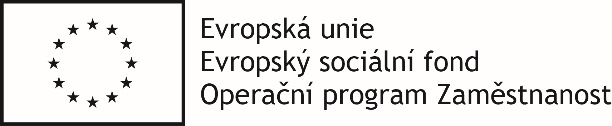 Evropská unie
Evropský sociální fond
Operační program Zaměstnanost